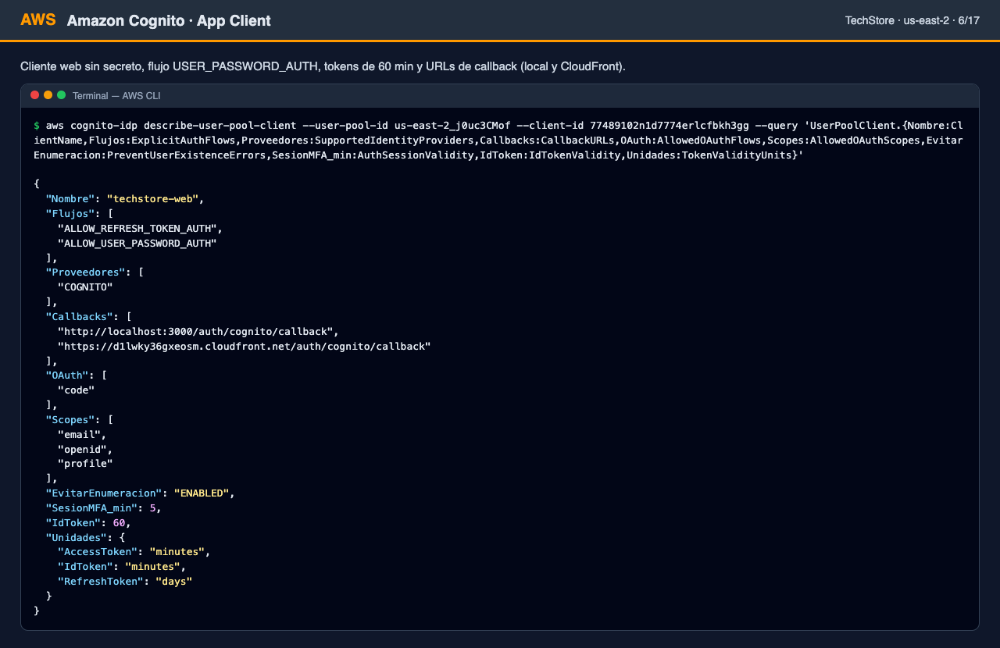 AWS Amazon Cognito · App Client
TechStore · us-east-2 · 6/17
Cliente web sin secreto, flujo USER_PASSWORD_AUTH, tokens de 60 min y URLs de callback (local y CloudFront).
Terminal — AWS CLI
$ aws cognito-idp describe-user-pool-client --user-pool-id us-east-2_j0uc3CMof --client-id 77489102n1d7774erlcfbkh3gg --query 'UserPoolClient.{Nombre:Cl
ientName,Flujos:ExplicitAuthFlows,Proveedores:SupportedIdentityProviders,Callbacks:CallbackURLs,OAuth:AllowedOAuthFlows,Scopes:AllowedOAuthScopes,Evitar
Enumeracion:PreventUserExistenceErrors,SesionMFA_min:AuthSessionValidity,IdToken:IdTokenValidity,Unidades:TokenValidityUnits}'
{
  "Nombre": "techstore-web",
  "Flujos": [
    "ALLOW_REFRESH_TOKEN_AUTH",
    "ALLOW_USER_PASSWORD_AUTH"
  ],
  "Proveedores": [
    "COGNITO"
  ],
  "Callbacks": [
    "http://localhost:3000/auth/cognito/callback",
    "https://d1lwky36gxeosm.cloudfront.net/auth/cognito/callback"
  ],
  "OAuth": [
    "code"
  ],
  "Scopes": [
    "email",
    "openid",
    "profile"
  ],
  "EvitarEnumeracion": "ENABLED",
  "SesionMFA_min": 5,
  "IdToken": 60,
  "Unidades": {
    "AccessToken": "minutes",
    "IdToken": "minutes",
    "RefreshToken": "days"
  }
}